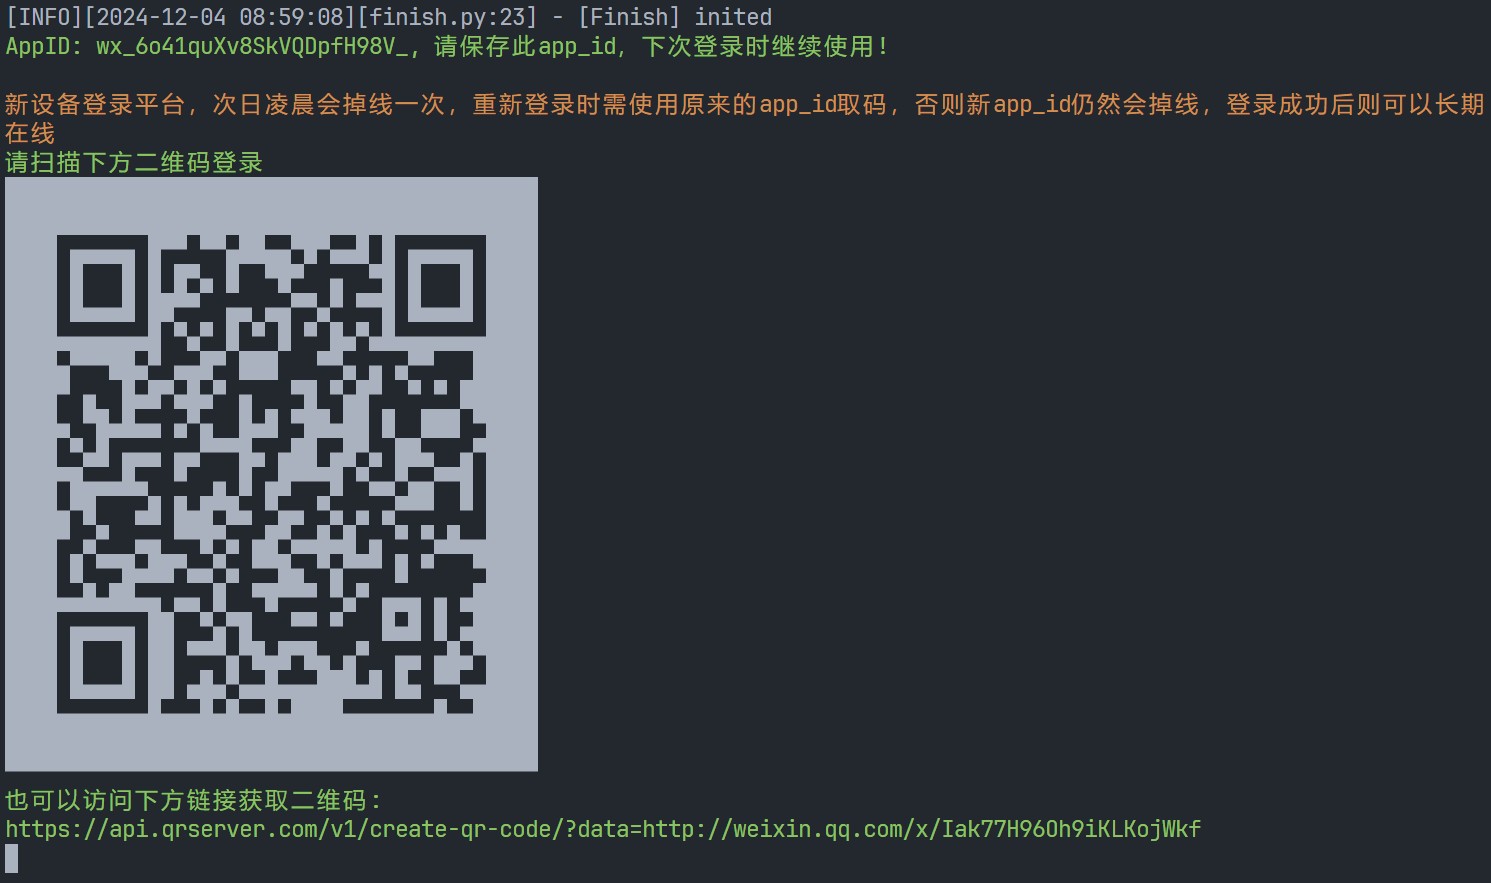 [INFO][2024-12-04 08:59:08][finish.py:23] - [Finish] inited
AppID: wx_6o41quXv8SkVQDpfH98V_, 请保存此app_id, 下次登录时继续使用!
新设备登录平台, 次日凌晨会掉线一次, 重新登录时需使用原来的app_id取码, 否则新app_id仍然会掉线, 登录成功后则可以长期
在线
请扫描下方二维码登录
也可以访问下方链接获取二维码:
https://api.qrserver.com/v1/create-qr-code/?data=http://weixin.qq.com/x/Iak77H96Oh9iKLKojWkf